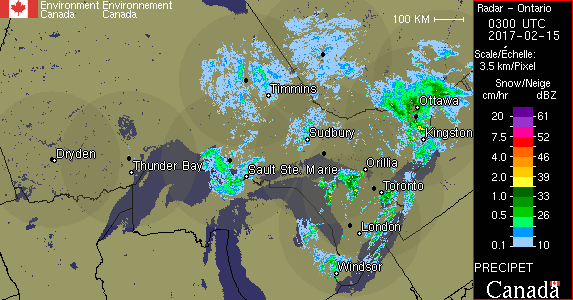 Environment Environnement
Canada Canada
100 KM
Radar - Ontario
0300 UTC
2017-02-15
Scale/Échelle:
3.5 km/Pixel
Snow/Neige
cm/hr dBZ
20 61
7.5 52
4.0 46
2.0 39
1.0 33
0.5 26
0.1 10
PRECIPET
Canada
Timmins
Ottawa
Sudbury
Kingston
Dryden
Thunder Bay
Sault Ste. Marie
Orillia
Toronto
London
Windsor